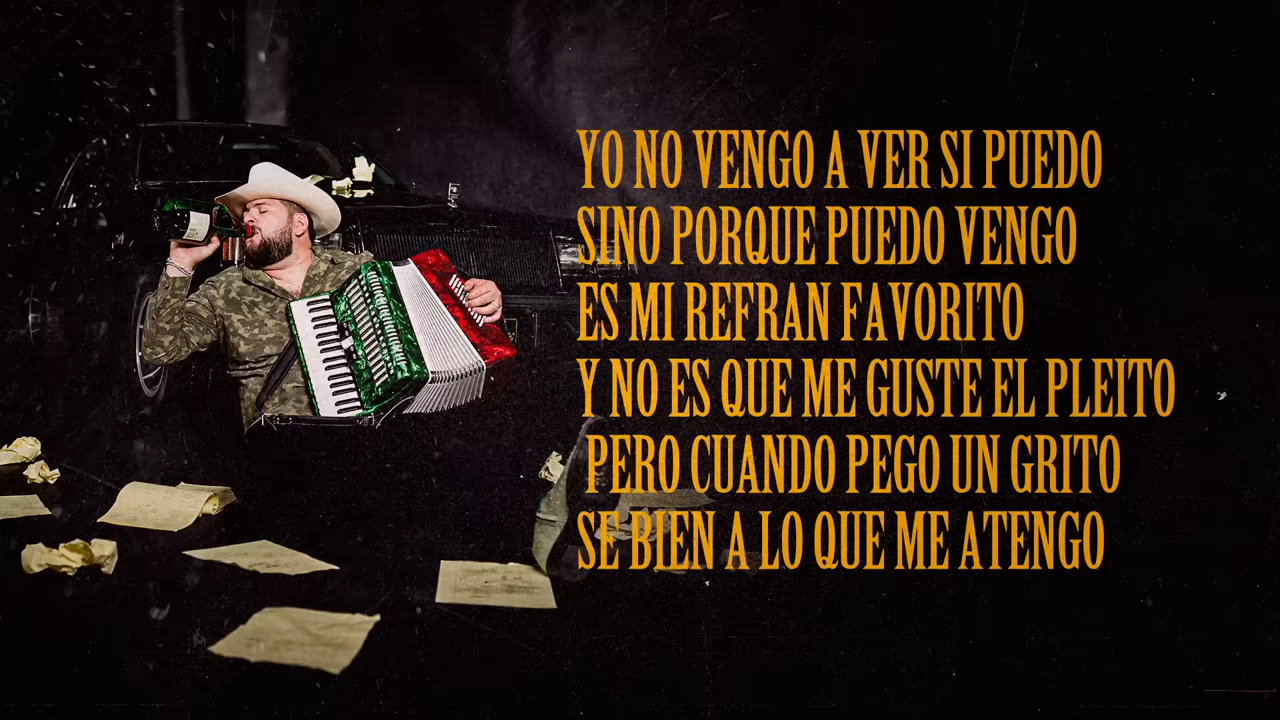 YO NO VENGO A VER SI PUEDO
SINO PORQUE PUEDO VENGO
ES MI REFRAN FAVORITO
Y NO ES QUE ME GUSTE EL PLEITO
PERO CUANDO PEGO UN GRITO
SE BIEN A LO QUE ME ATENGO